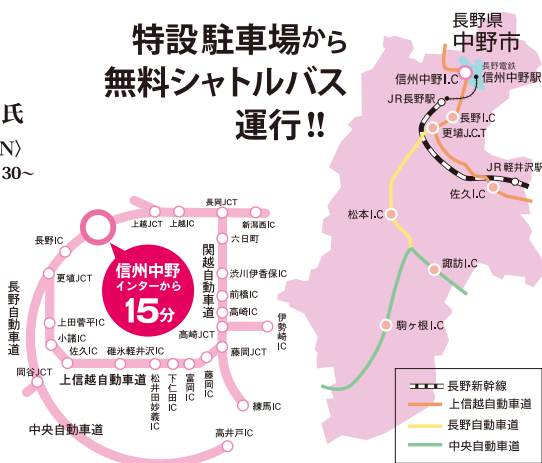 特設駐車場から
無料シャトルバス
運行!!
氏
N〉
30〜
長野県
中野市
長野電鉄
信州中野駅
信州中野I.C
JR長野駅
長野I.C
更埴J.C.T
JR軽井沢駅
佐久I.C
松本I.C
諏訪I.C
駒ヶ根I.C
長野新幹線
上信越自動車道
長野自動車道
中央自動車道
上越JCT
上越IC
長岡JCT
新潟西IC
六日町
関越自動車道
渋川伊香保IC
前橋IC
高崎IC
伊勢崎IC
高崎JCT
藤岡JCT
練馬IC
長野IC
更埴JCT
信州中野
インターから
15分
長野自動車道
上田菅平IC
小諸IC
佐久IC
碓氷軽井沢IC
松井田妙義IC
下仁田IC
富岡IC
藤岡IC
上信越自動車道
岡谷JCT
中央自動車道
高井戸IC